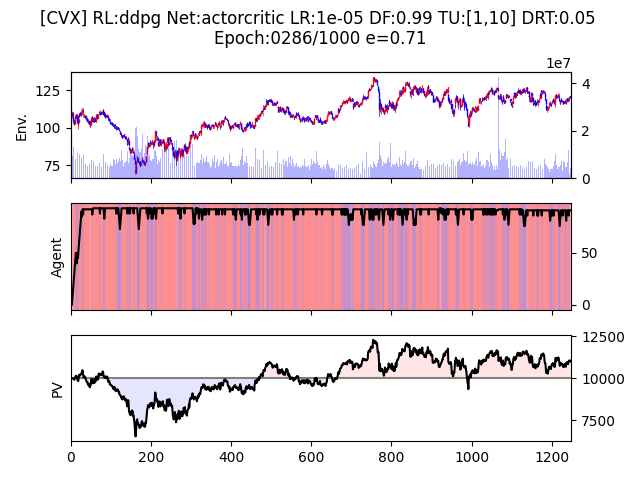 [CVX] RL:ddpg Net:actorcritic LR:1e-05 DF:0.99 TU:[1,10] DRT:0.05
Epoch:0286/1000 e=0.71
1e7
125
100
75
Env.
4
2
0
Agent
50
0
PV
12500
10000
7500
0 200 400 600 800 1000 1200